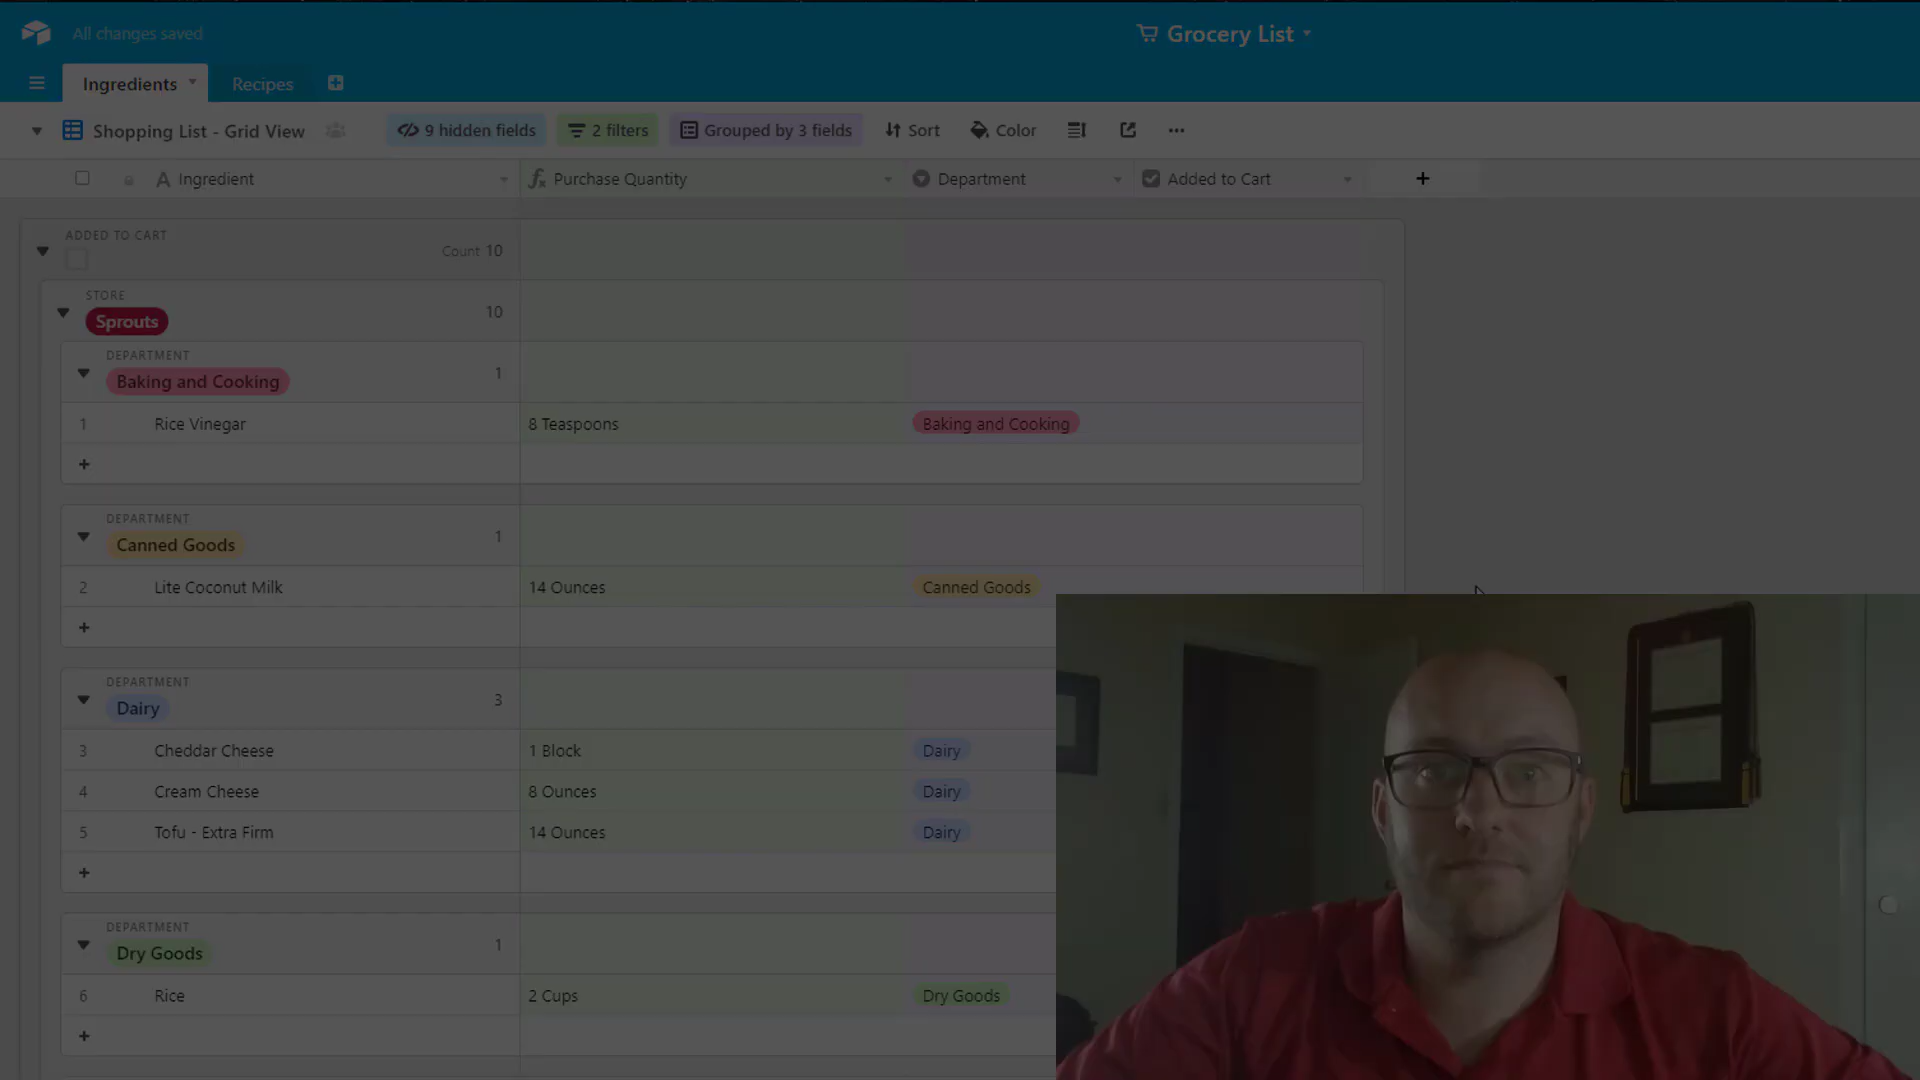 All changes saved
Grocery List
Ingredients
Recipes
Shopping List - Grid View
9 hidden fields
2 filters
Grouped by 3 fields
Sort
Color
Ingredient
Purchase Quantity
Department
Added to Cart
ADDED TO CART
Count 10
STORE
Sprouts
10
DEPARTMENT
Baking and Cooking
1
1 Rice Vinegar 8 Teaspoons Baking and Cooking
DEPARTMENT
Canned Goods
1
2 Lite Coconut Milk 14 Ounces Canned Goods
DEPARTMENT
Dairy
3
3 Cheddar Cheese 1 Block Dairy
4 Cream Cheese 8 Ounces Dairy
5 Tofu - Extra Firm 14 Ounces Dairy
DEPARTMENT
Dry Goods
1
6 Rice 2 Cups Dry Goods